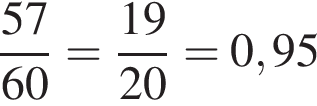 57/60 = 19/20 = 0,95